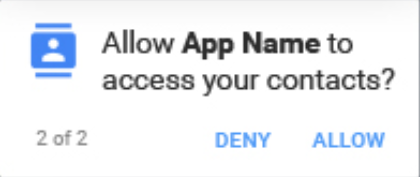 Allow App Name to
access your contacts?
2 of 2 DENY ALLOW